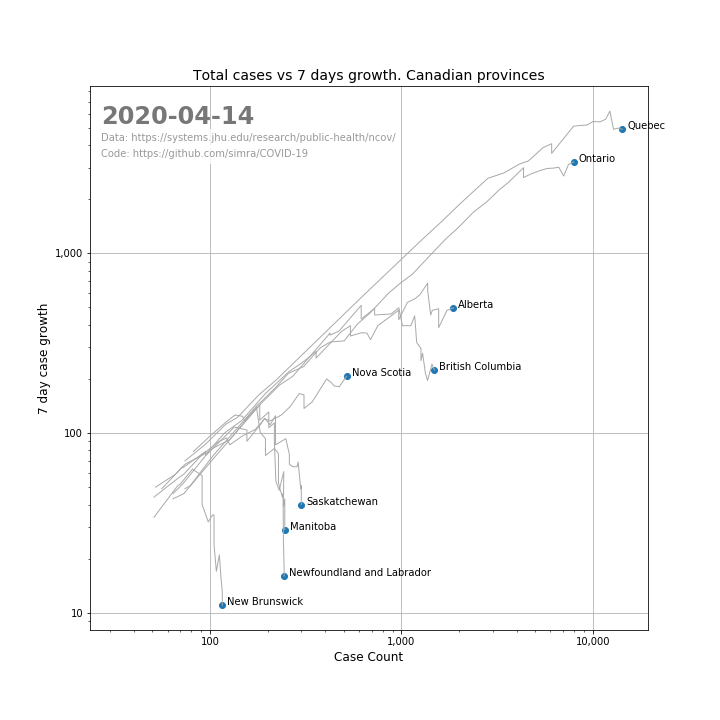 Total cases vs 7 days growth. Canadian provinces
2020-04-14
Data: https://systems.jhu.edu/research/public-health/ncov/
Code: https://github.com/simra/COVID-19
Quebec
Ontario
1,000
Alberta
British Columbia
Nova Scotia
7 day case growth
100
Saskatchewan
Manitoba
Newfoundland and Labrador
New Brunswick
10
100
1,000
10,000
Case Count